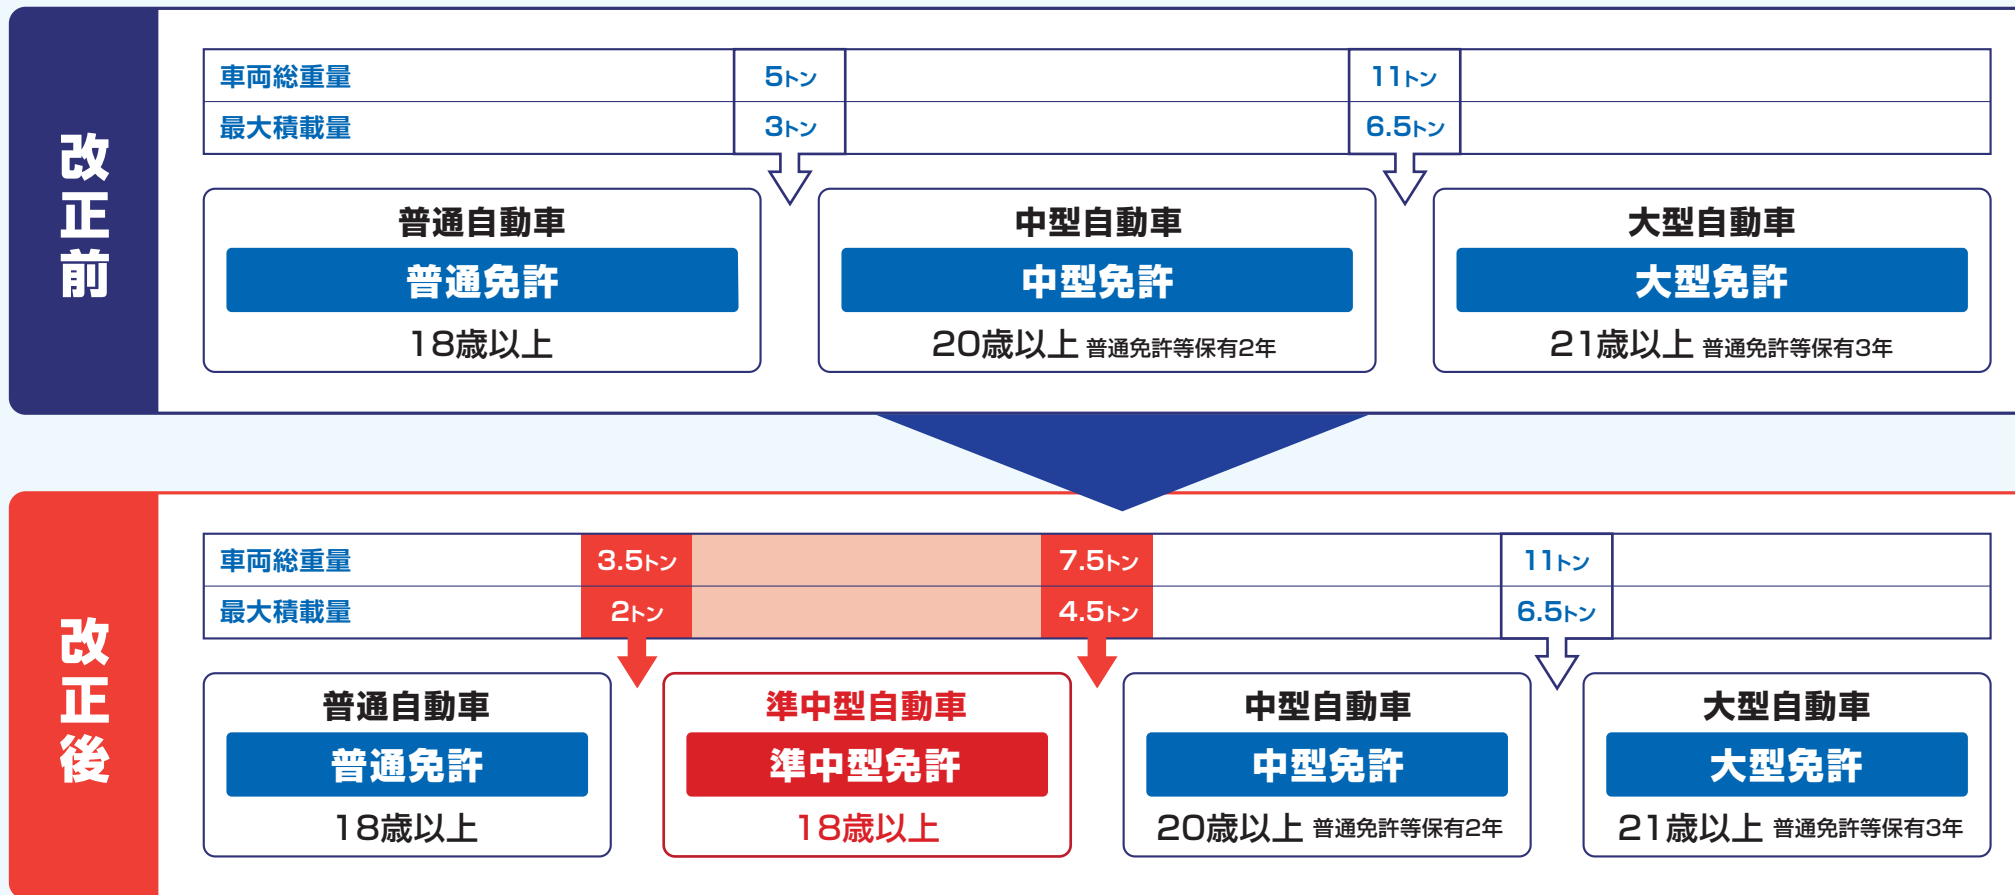 改正前
車両総重量 5トン 11トン
最大積載量 3トン 6.5トン
普通自動車 中型自動車 大型自動車
普通免許 中型免許 大型免許
18歳以上 20歳以上 普通免許等保有2年 21歳以上 普通免許等保有3年
改正後
車両総重量 3.5トン 7.5トン 11トン
最大積載量 2トン 4.5トン 6.5トン
普通自動車 準中型自動車 中型自動車 大型自動車
普通免許 準中型免許 中型免許 大型免許
18歳以上 18歳以上 20歳以上 普通免許等保有2年 21歳以上 普通免許等保有3年